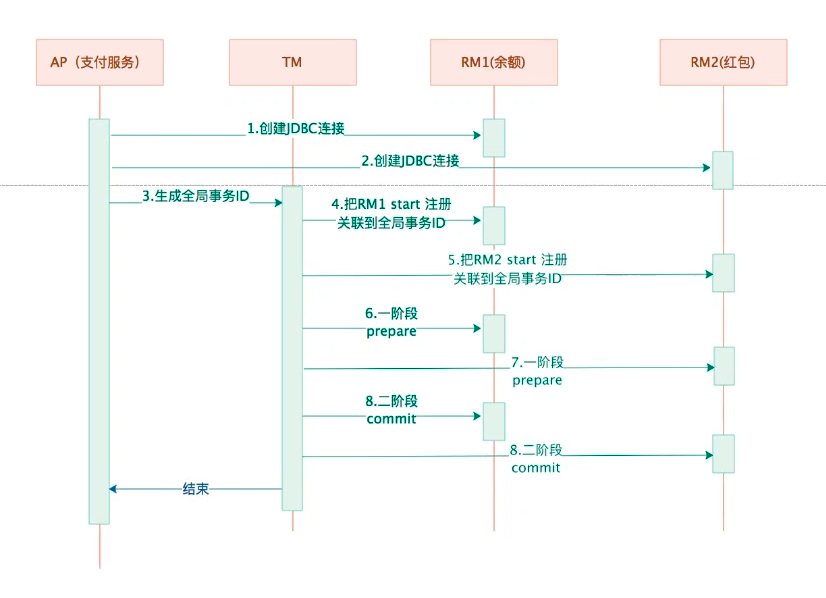 AP（支付服务）
TM
RM1(余额)
RM2(红包)
1.创建JDBC连接
2.创建JDBC连接
3.生成全局事务ID
4.把RM1 start 注册
关联到全局事务ID
5.把RM2 start 注册
关联到全局事务ID
6.一阶段
prepare
7.一阶段
prepare
8.二阶段
commit
8.二阶段
commit
结束